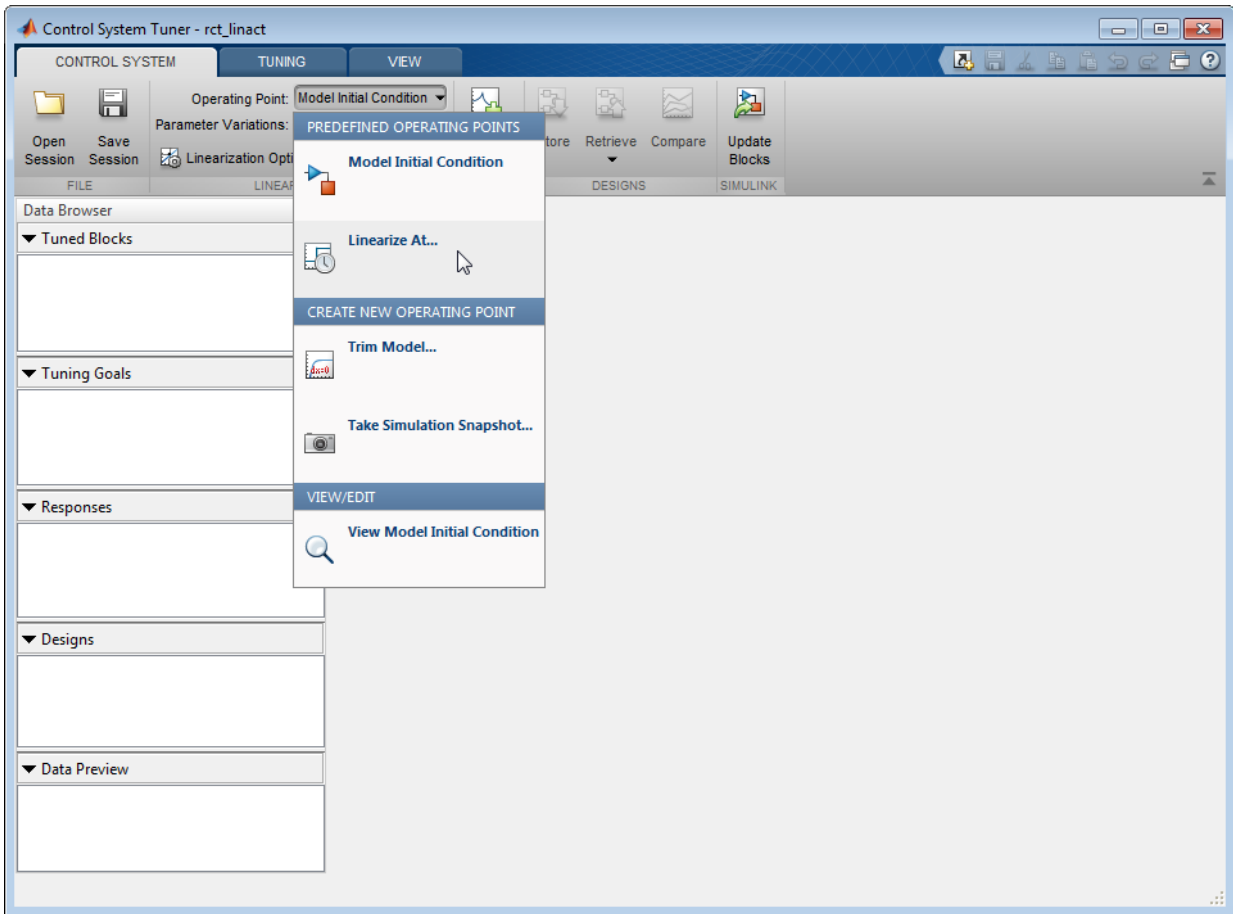 Control System Tuner - rct_linact
CONTROL SYSTEM TUNING VIEW
Operating Point: Model Initial Condition
Parameter Variations:
Linearization Opti
Open Session
Save Session
tore
Retrieve
Compare
Update Blocks
FILE LINEAR DESIGNS SIMULINK
PREDEFINED OPERATING POINTS
Model Initial Condition
Linearize At...
CREATE NEW OPERATING POINT
Trim Model...
dx=0
Take Simulation Snapshot...
VIEW/EDIT
View Model Initial Condition
Data Browser
Tuned Blocks
Tuning Goals
Responses
Designs
Data Preview